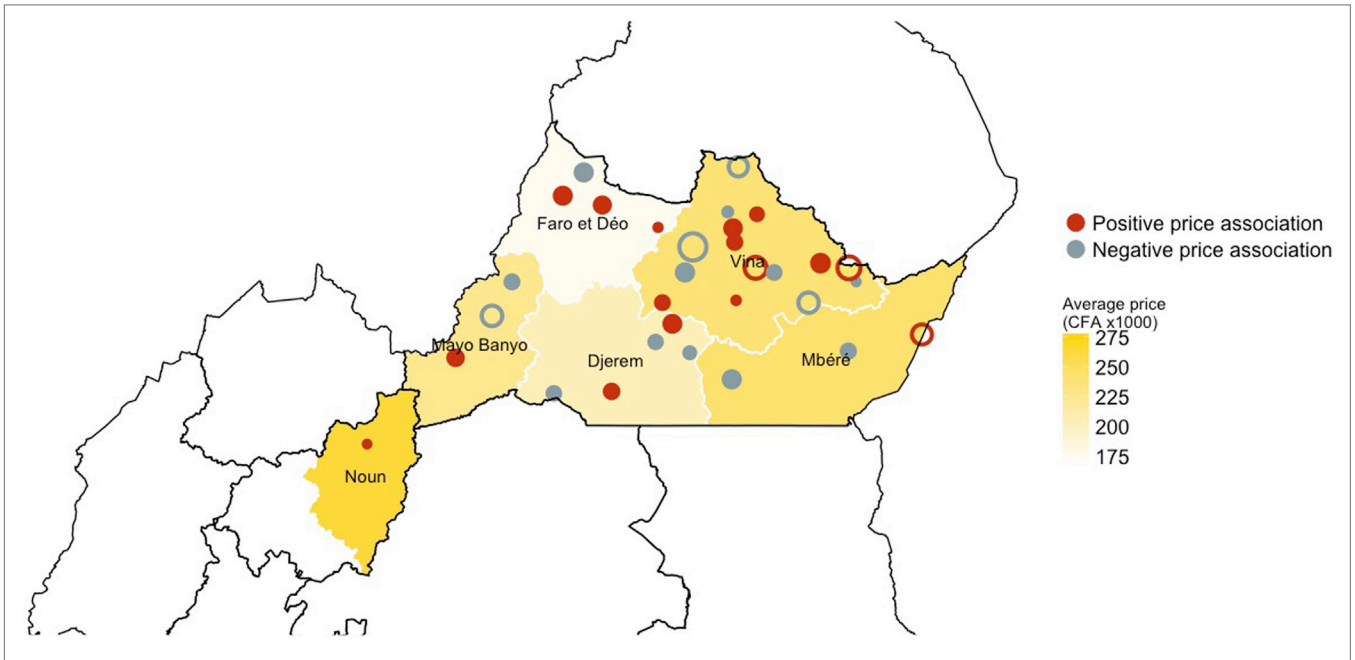 Faro et Déo
Vina
Mayo Banyo
Djerem
Mbéré
Noun
Positive price association
Negative price association
Average price
(CFA x1000)
275
250
225
200
175